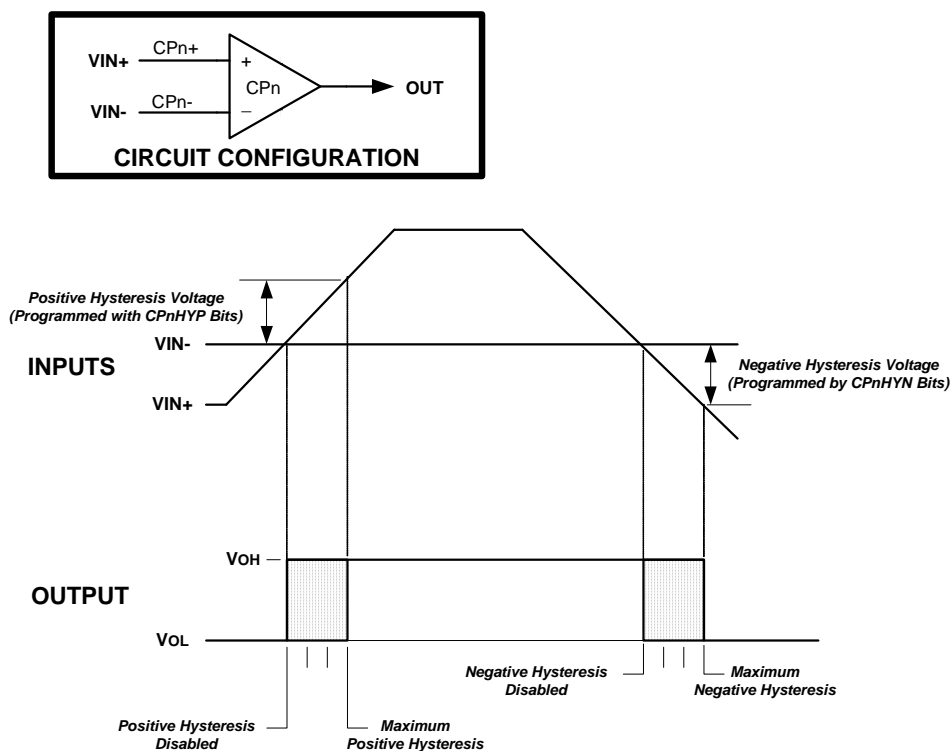 VIN+
CPn+
+
CPn
OUT
VIN-
CPn-
_
CIRCUIT CONFIGURATION
Positive Hysteresis Voltage
(Programmed with CPnHYP Bits)
VIN-
INPUTS
VIN+
Negative Hysteresis Voltage
(Programmed by CPnHYN Bits)
VOH
OUTPUT
VOL
Negative Hysteresis
Disabled
Maximum
Negative Hysteresis
Positive Hysteresis
Disabled
Maximum
Positive Hysteresis